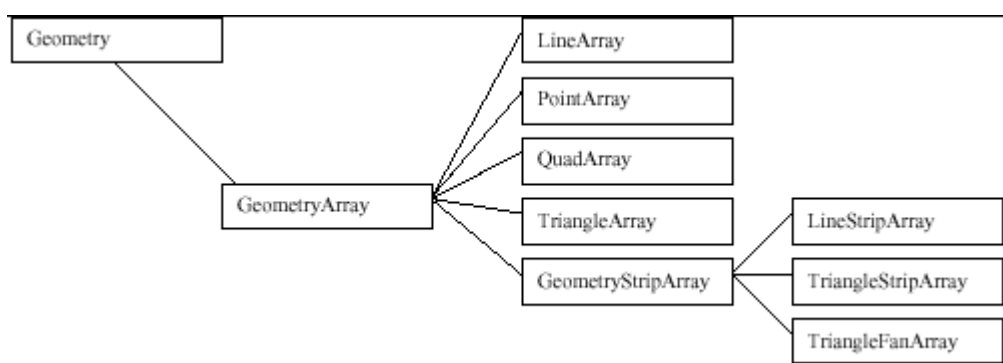 Geometry
LineArray
PointArray
QuadArray
GeometryArray
TriangleArray
LineStripArray
GeometryStripArray
TriangleStripArray
TriangleFanArray